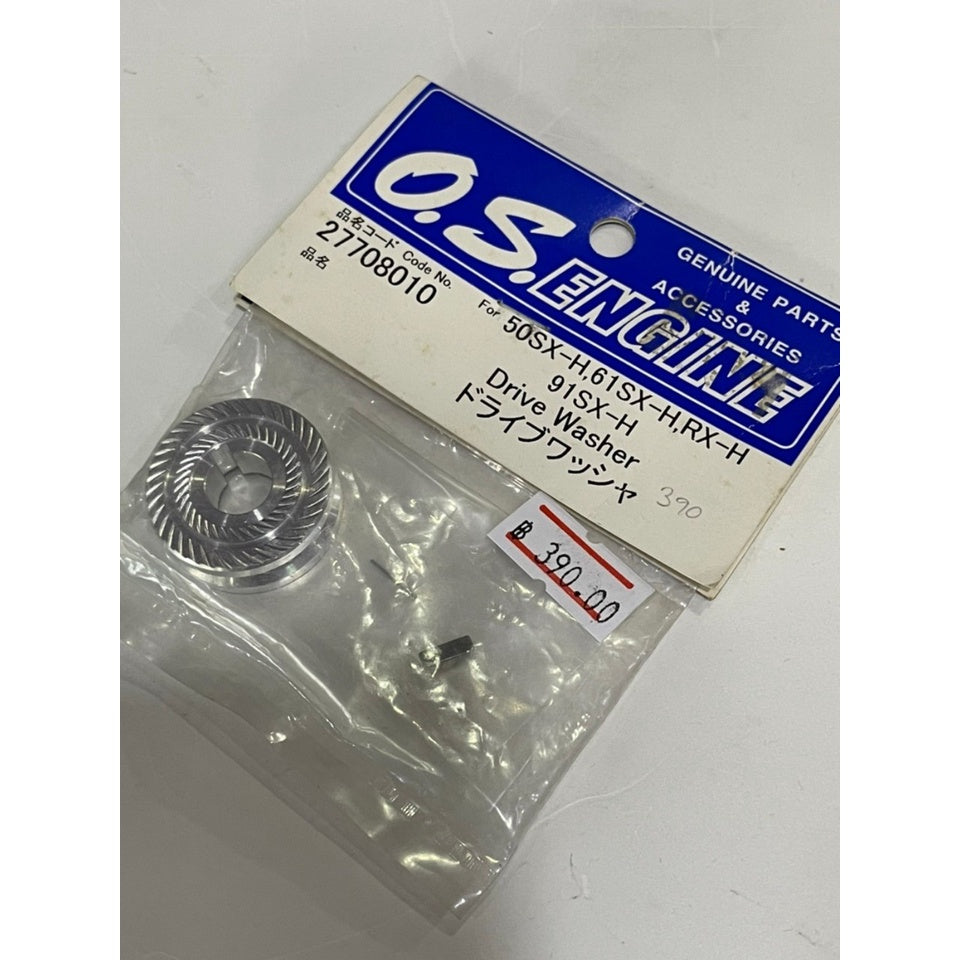 O.S.ENGINE
GENUINE PARTS
&
ACCESSORIES
品名コード Code No.
27708010
品名
For 50SX-H,61SX-H,RX-H
91SX-H
Drive Washer
ドライブワッシャ
390
฿ 390.00